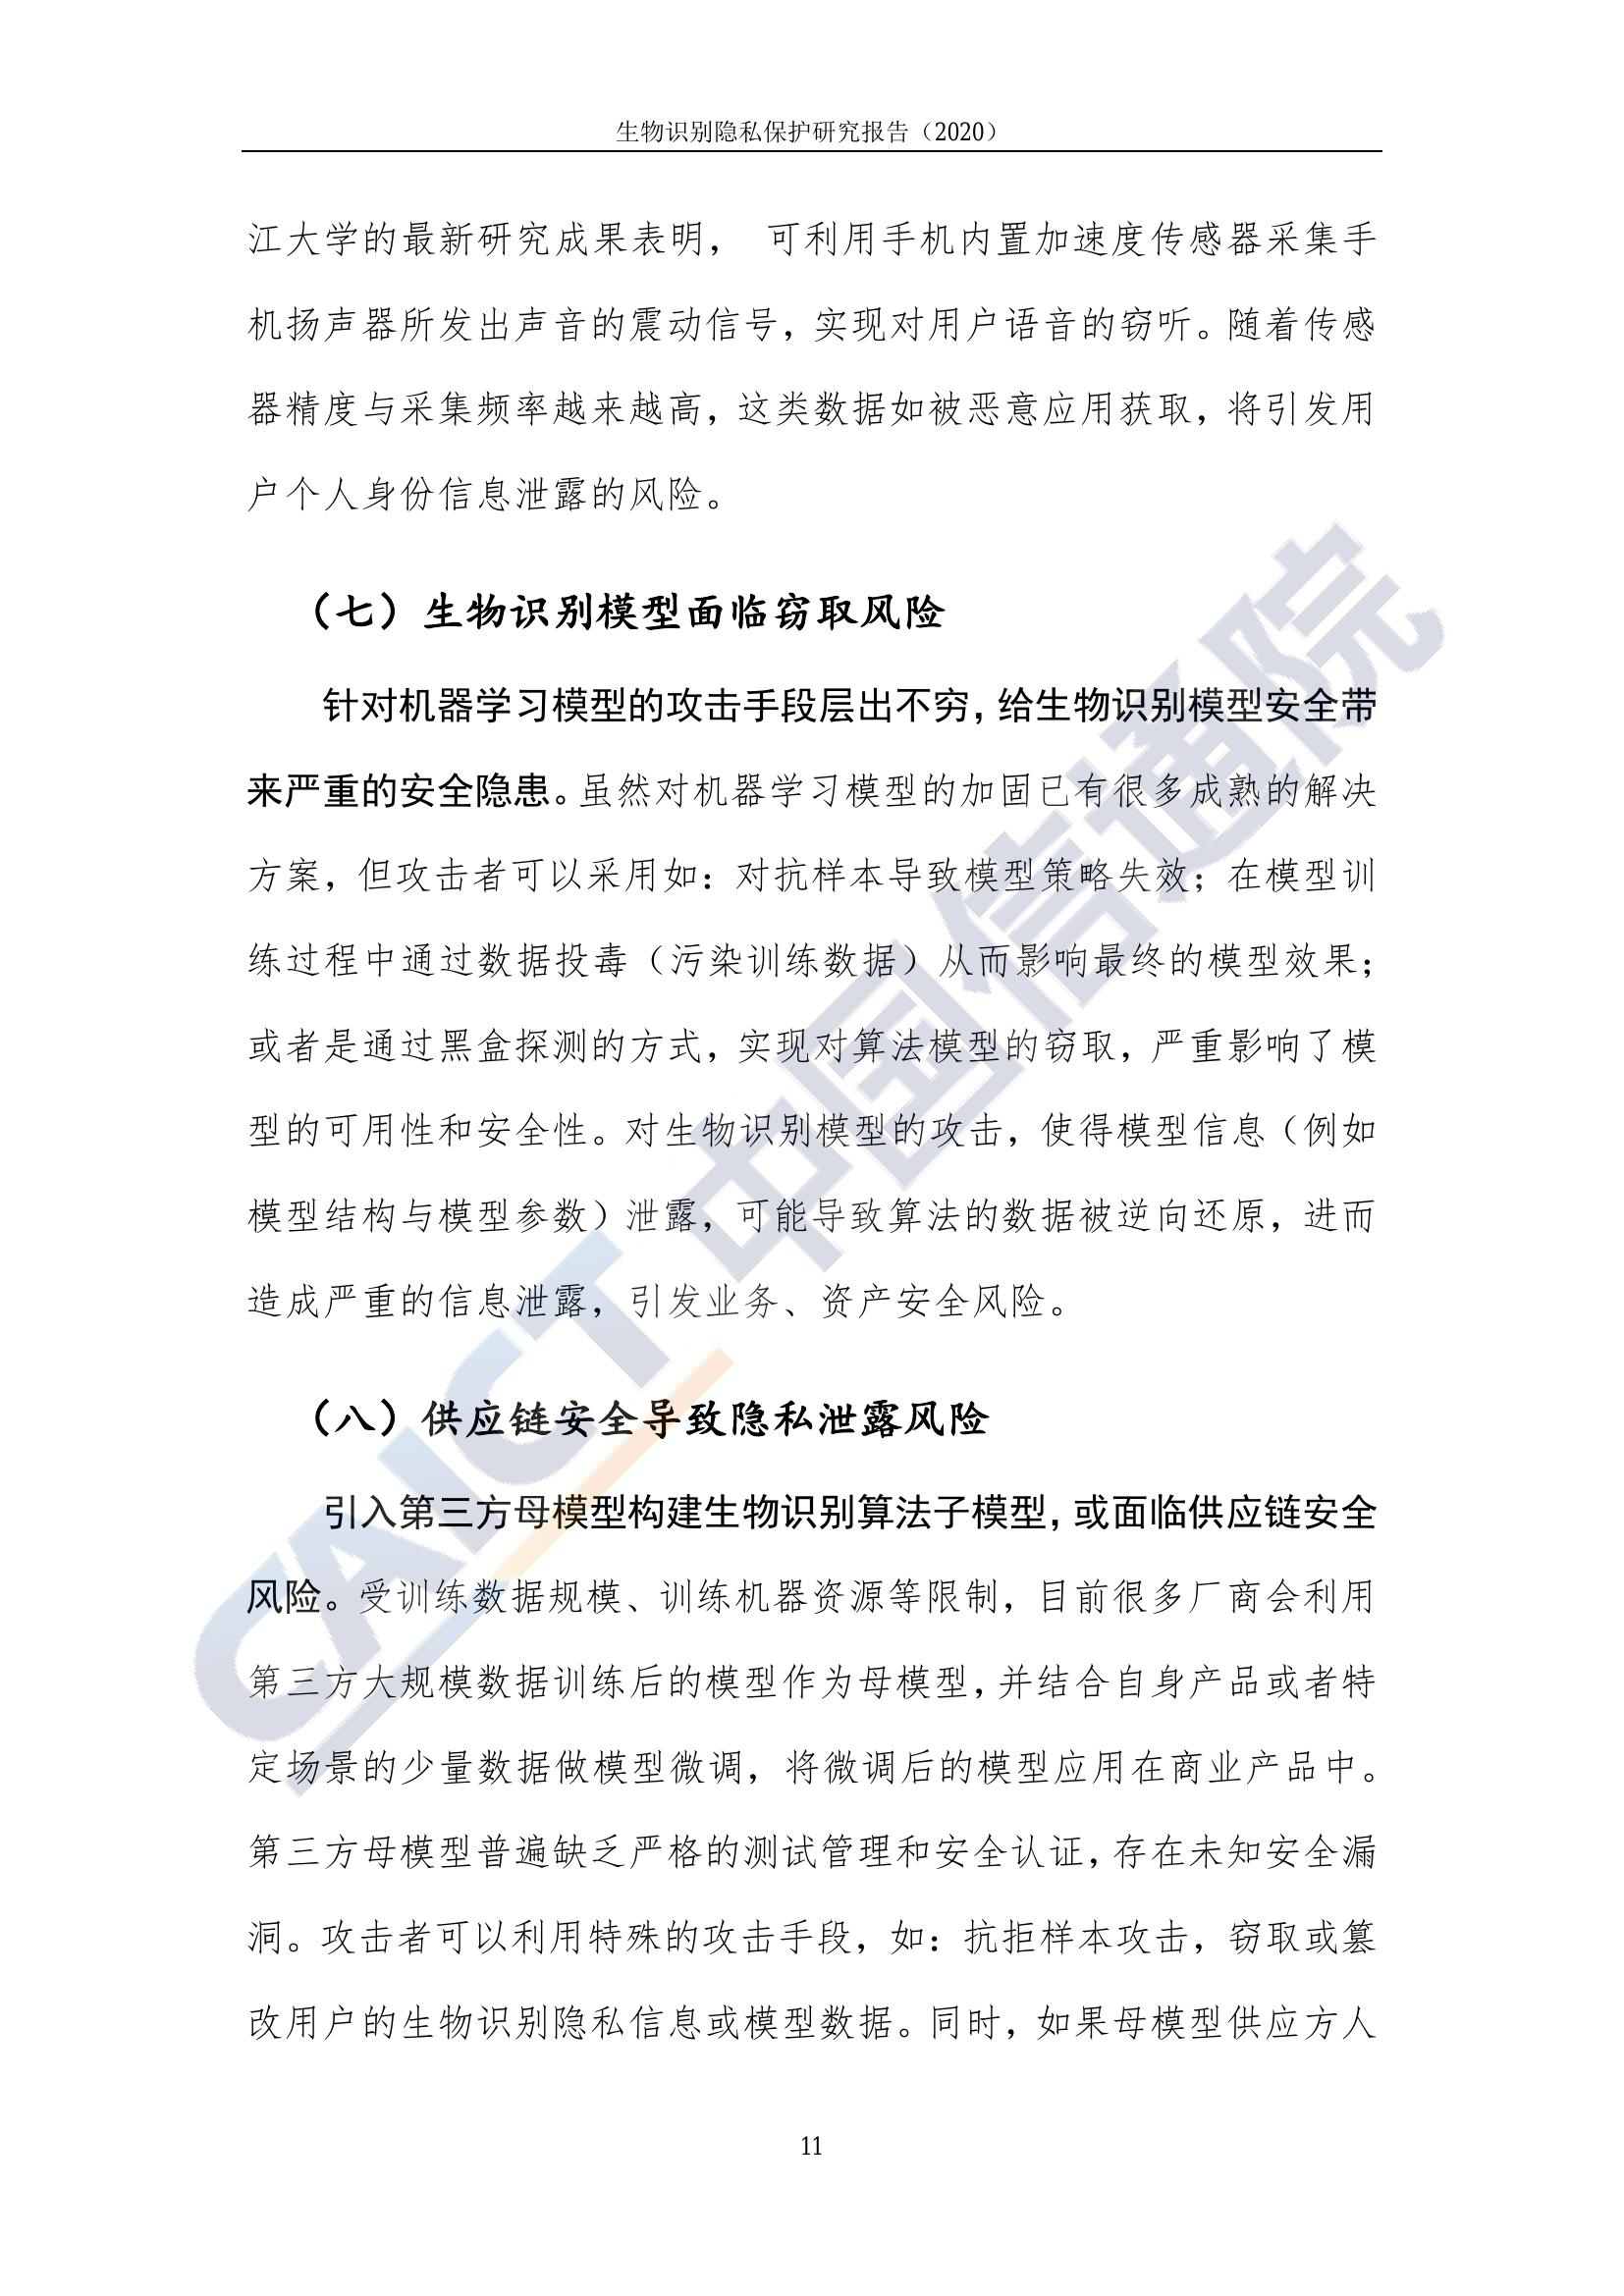 生物识别隐私保护研究报告（2020）
江大学的最新研究成果表明， 可利用手机内置加速度传感器采集手
机扬声器所发出声音的震动信号，实现对用户语音的窃听。随着传感
器精度与采集频率越来越高，这类数据如被恶意应用获取，将引发用
户个人身份信息泄露的风险。
（七）生物识别模型面临窃取风险
针对机器学习模型的攻击手段层出不穷，给生物识别模型安全带
来严重的安全隐患。虽然对机器学习模型的加固已有很多成熟的解决
方案，但攻击者可以采用如：对抗样本导致模型策略失效；在模型训
练过程中通过数据投毒（污染训练数据）从而影响最终的模型效果；
或者是通过黑盒探测的方式，实现对算法模型的窃取，严重影响了模
型的可用性和安全性。对生物识别模型的攻击，使得模型信息（例如
模型结构与模型参数）泄露，可能导致算法的数据被逆向还原，进而
造成严重的信息泄露，引发业务、资产安全风险。
（八）供应链安全导致隐私泄露风险
引入第三方母模型构建生物识别算法子模型，或面临供应链安全
风险。受训练数据规模、训练机器资源等限制，目前很多厂商会利用
第三方大规模数据训练后的模型作为母模型，并结合自身产品或者特
定场景的少量数据做模型微调，将微调后的模型应用在商业产品中。
第三方母模型普遍缺乏严格的测试管理和安全认证，存在未知安全漏
洞。攻击者可以利用特殊的攻击手段，如：抗拒样本攻击，窃取或篡
改用户的生物识别隐私信息或模型数据。同时，如果母模型供应方人
11
CAICT 中国信通院